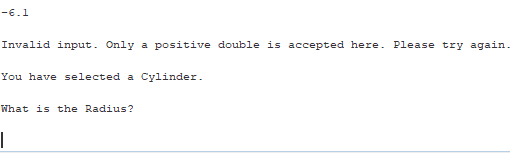 -6.1
Invalid input. Only a positive double is accepted here. Please try again.
You have selected a Cylinder.
What is the Radius?